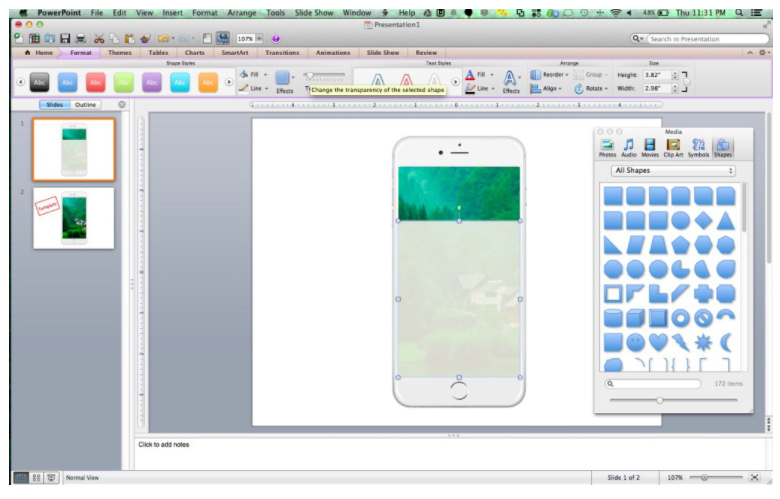 PowerPoint File Edit View Insert Format Arrange Tools Slide Show Window Help 48% Thu 11:31 PM
Presentation1
107% Search in Presentation
Home Format Themes Tables Charts SmartArt Transitions Animations Slide Show Review
Shape Styles Text Styles Arrange Size
Abc Abc Abc Abc Abc Abc Abc Fill Fill Reorder Group Height: 3.82"
Line Effects Line Effects Align Rotate Width: 2.98"
Change the transparency of the selected shape
Slides Outline
Media
Photos Audio Movies Clip Art Symbols Shapes
All Shapes
1
2
Template
172 items
Click to add notes
Normal View Slide 1 of 2 107%